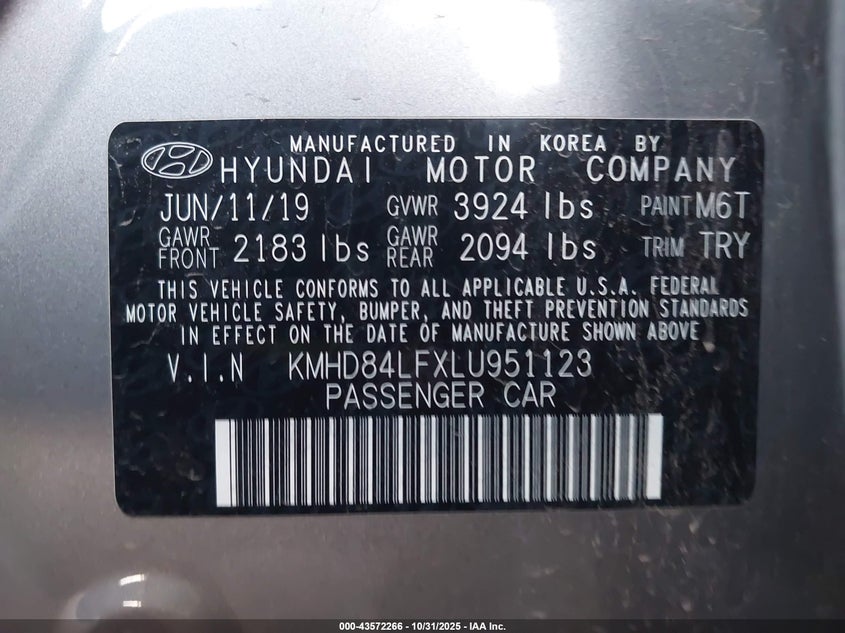 MANUFACTURED IN KOREA BY
HYUNDAI MOTOR COMPANY
JUN/11/19 GVWR 3924 lbs PAINT M6T
GAWR FRONT 2183 lbs GAWR REAR 2094 lbs TRIM TRY
THIS VEHICLE CONFORMS TO ALL APPLICABLE U.S.A. FEDERAL
MOTOR VEHICLE SAFETY, BUMPER, AND THEFT PREVENTION STANDARDS
IN EFFECT ON THE DATE OF MANUFACTURE SHOWN ABOVE
V.I.N KMHD84LFXLU951123
PASSENGER CAR
000-43572266 - 10/31/2025 - IAA Inc.